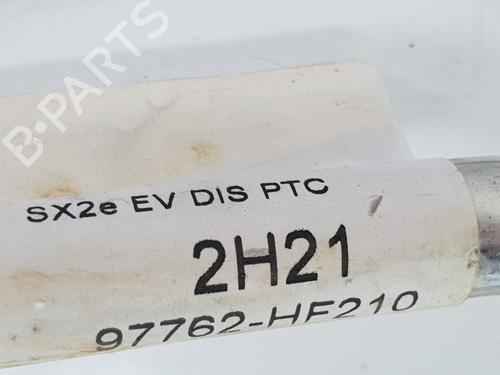 B-PARTS
SX2e EV DIS PTC
2H21
97762-HF210